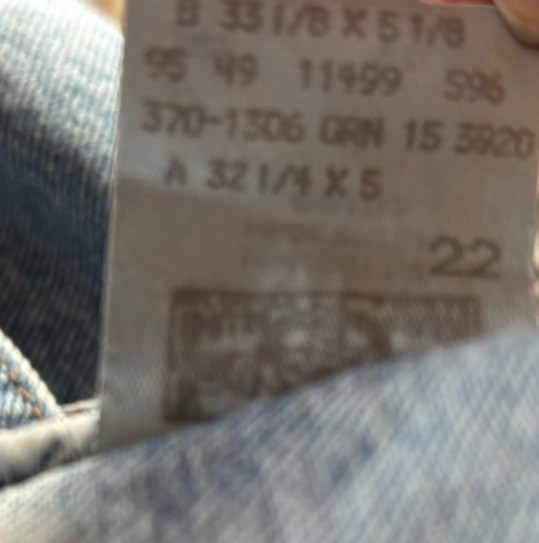 B 33 1/8 X 5 1/8
95 49 11499 S96
370-1306 GRN 15 3920
A 32 1/4 X 5
22